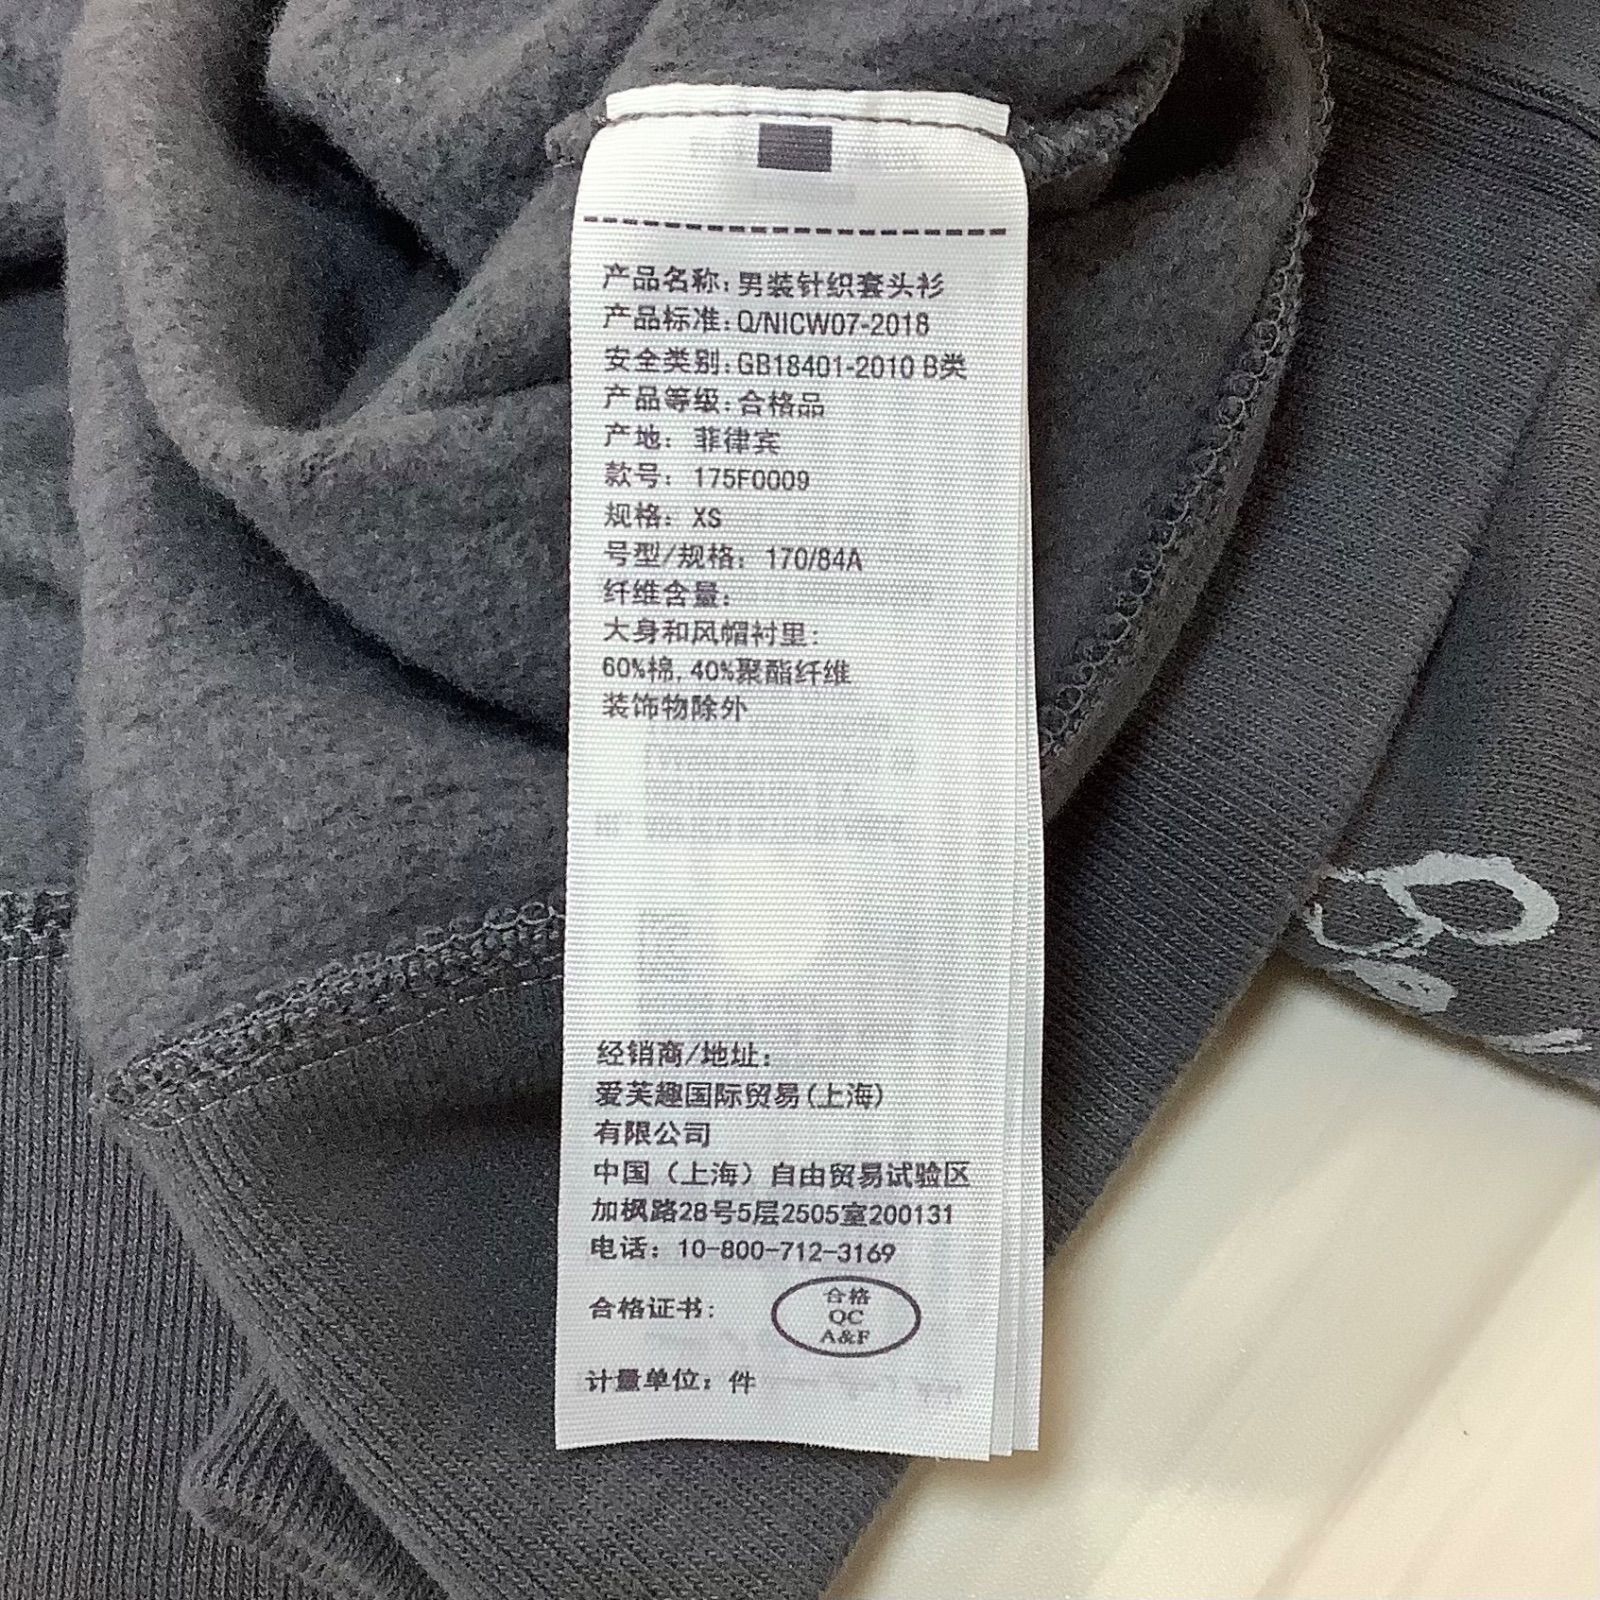 产品名称:男装针织套头衫
产品标准:Q/NICW07-2018
安全类别:GB18401-2010 B类
产品等级:合格品
产地: 菲律宾
款号: 175F0009
规格: XS
号型/规格: 170/84A
纤维含量:
大身和风帽衬里:
60%棉,40%聚酯纤维
装饰物除外
经销商/地址:
爱芙趣国际贸易(上海)
有限公司
中国（上海）自由贸易试验区
加枫路28号5层2505室200131
电话: 10-800-712-3169
合格证书:
合格
QC
A&F
计量单位: 件